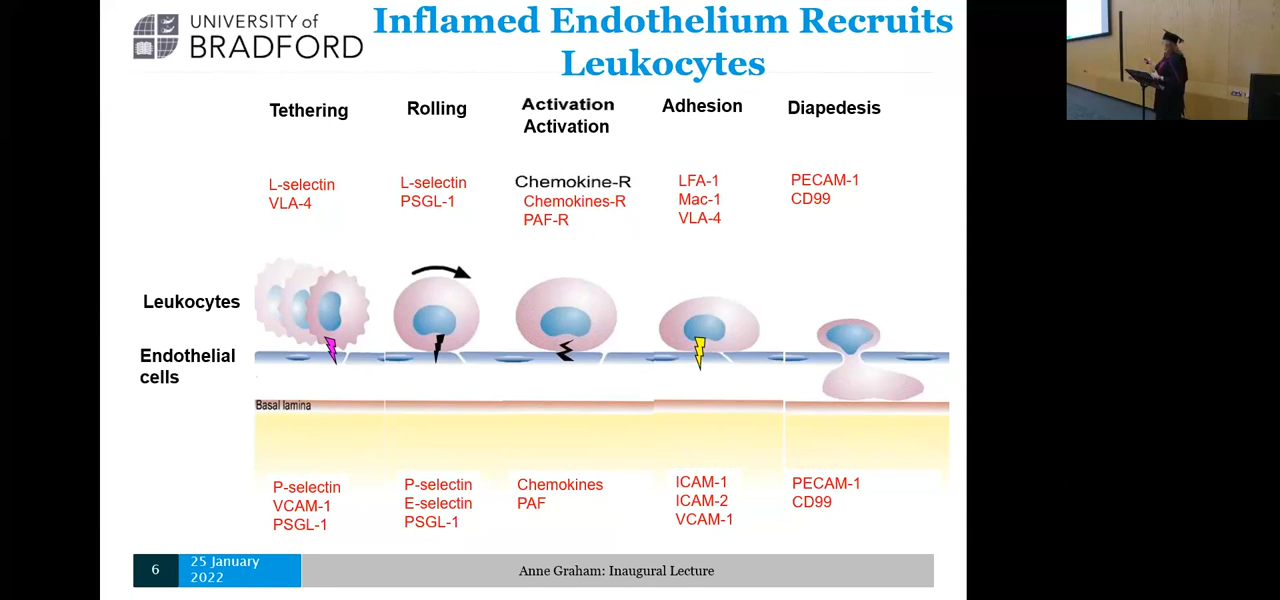 UNIVERSITY of
BRADFORD
Inflamed Endothelium Recruits
Leukocytes
Tethering
Rolling
Activation
Activation
Adhesion
Diapedesis
L-selectin
VLA-4
L-selectin
PSGL-1
Chemokine-R
Chemokines-R
PAF-R
LFA-1
Mac-1
VLA-4
PECAM-1
CD99
Leukocytes
Endothelial
cells
Basal lamina
P-selectin
VCAM-1
PSGL-1
P-selectin
E-selectin
PSGL-1
Chemokines
PAF
ICAM-1
ICAM-2
VCAM-1
PECAM-1
CD99
6
25 January
2022
Anne Graham: Inaugural Lecture